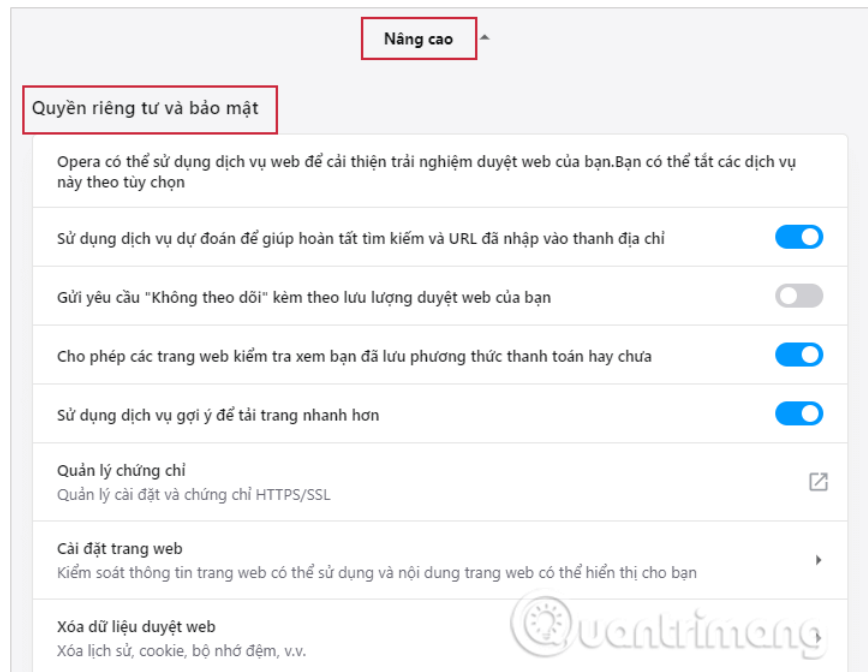 Nâng cao
Quyền riêng tư và bảo mật
Opera có thể sử dụng dịch vụ web để cải thiện trải nghiệm duyệt web của bạn.Bạn có thể tắt các dịch vụ
này theo tùy chọn
Sử dụng dịch vụ dự đoán để giúp hoàn tất tìm kiếm và URL đã nhập vào thanh địa chỉ
Gửi yêu cầu "Không theo dõi" kèm theo lưu lượng duyệt web của bạn
Cho phép các trang web kiểm tra xem bạn đã lưu phương thức thanh toán hay chưa
Sử dụng dịch vụ gợi ý để tải trang nhanh hơn
Quản lý chứng chỉ
Quản lý cài đặt và chứng chỉ HTTPS/SSL
Cài đặt trang web
Kiểm soát thông tin trang web có thể sử dụng và nội dung trang web có thể hiển thị cho bạn
Xóa dữ liệu duyệt web
Xóa lịch sử, cookie, bộ nhớ đệm, v.v.
Quantrimang